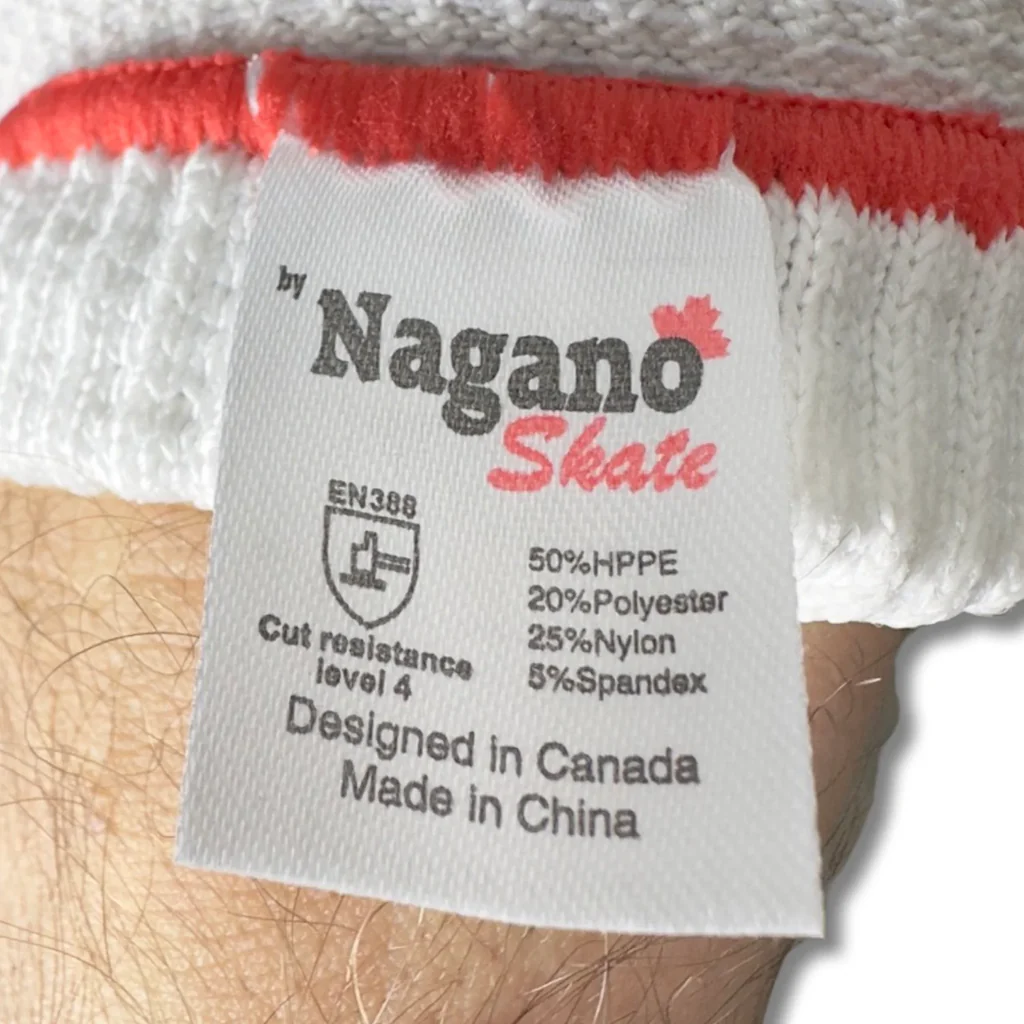 by
Nagano
Skate
EN388
Cut resistance
level 4
50%HPPE
20%Polyester
25%Nylon
5%Spandex
Designed in Canada
Made in China